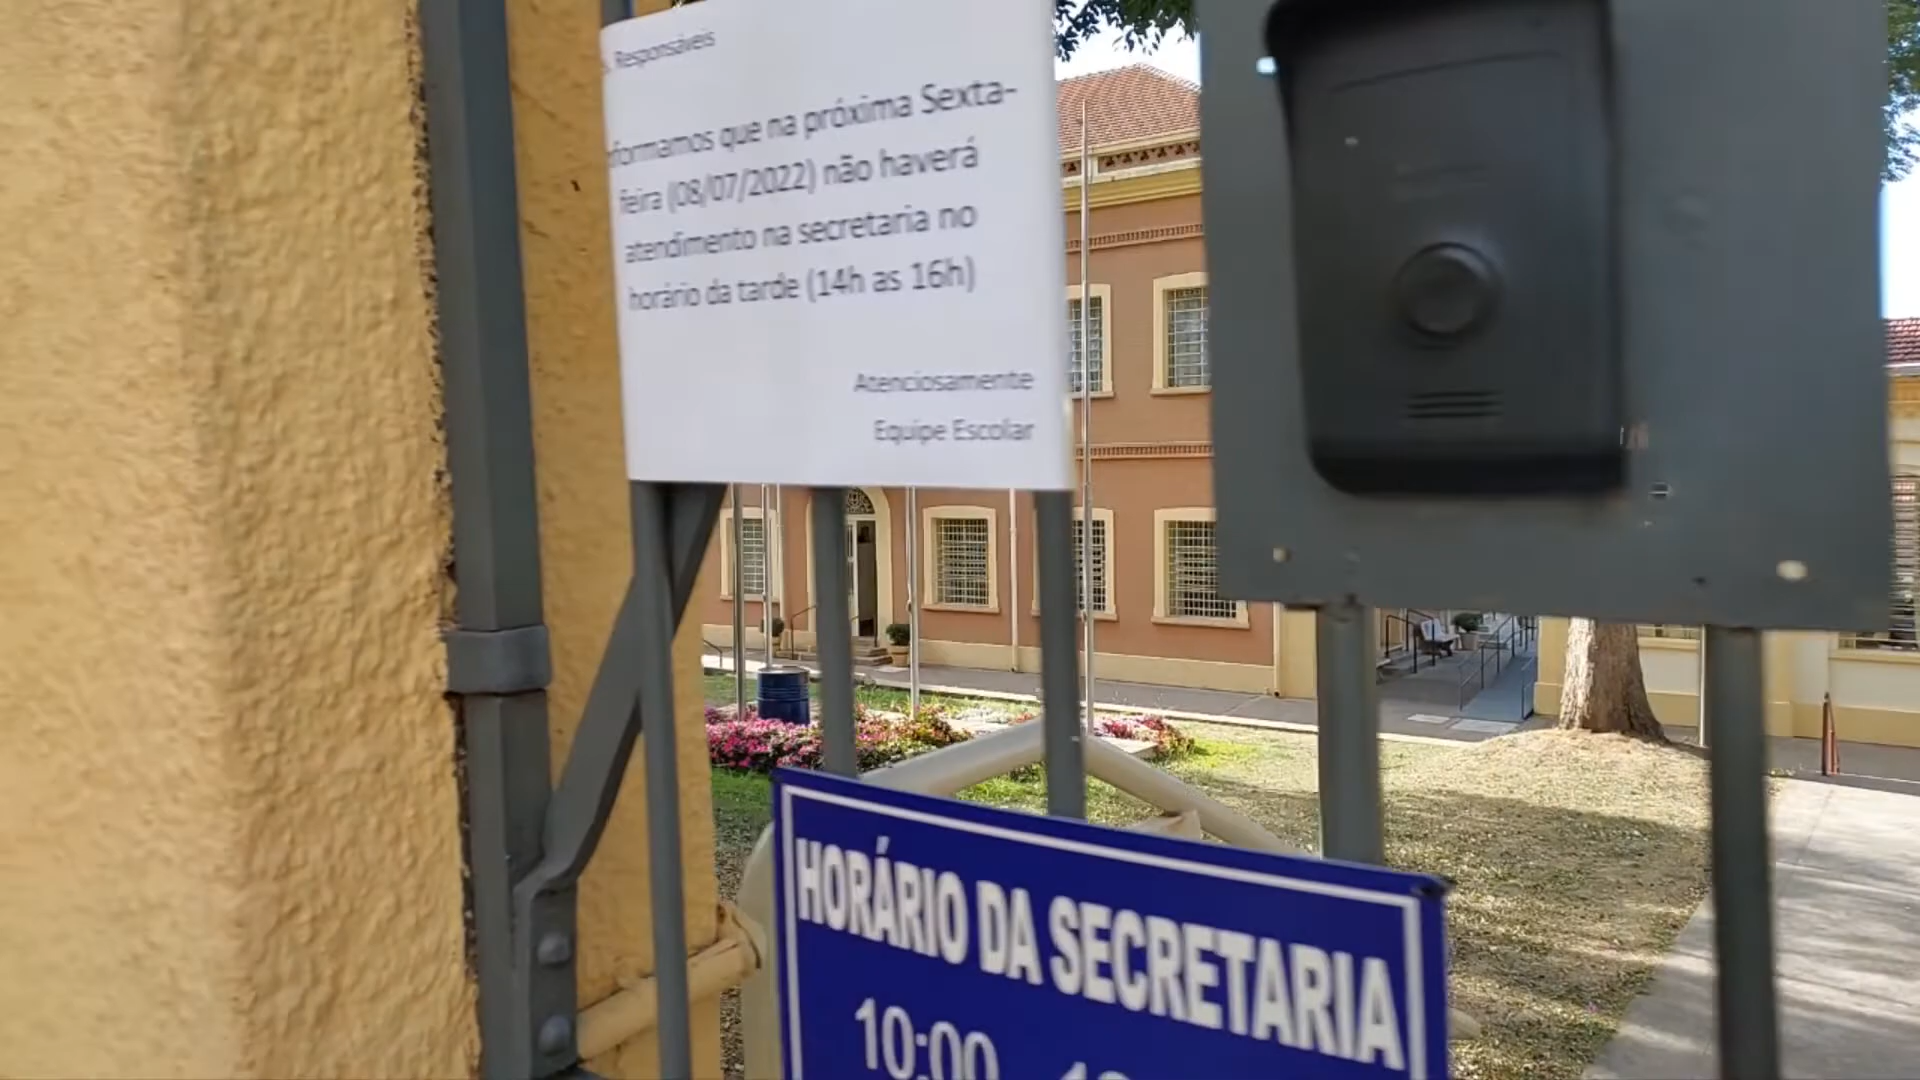 Responsáveis
formamos que na próxima Sexta-
feira (08/07/2022) não haverá
atendimento na secretaria no
horário da tarde (14h as 16h)
Atenciosamente
Equipe Escolar
HORÁRIO DA SECRETARIA
10:00